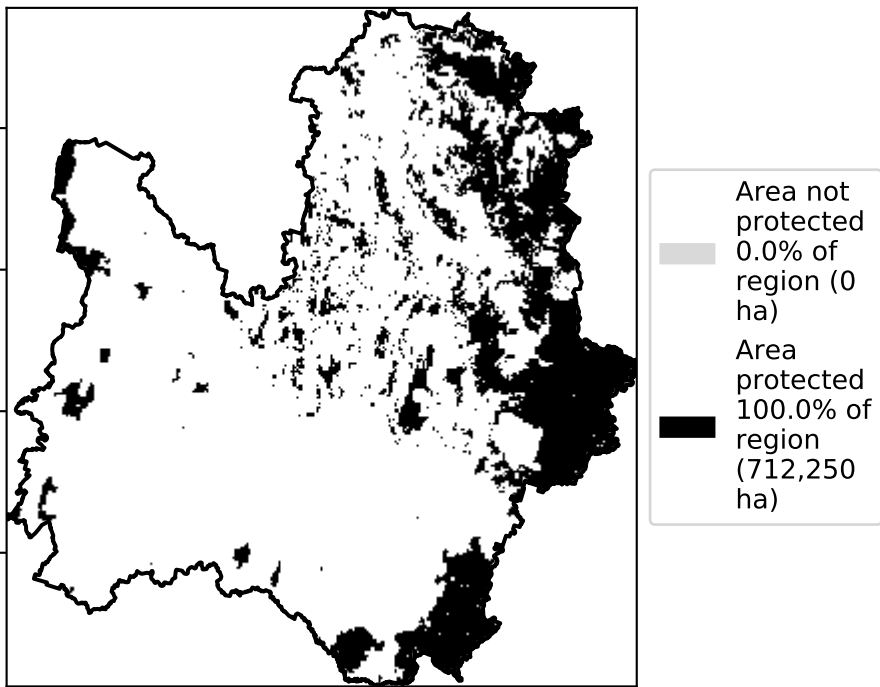 Area not
protected
0.0% of
region (0
ha)
Area
protected
100.0% of
region
(712,250
ha)